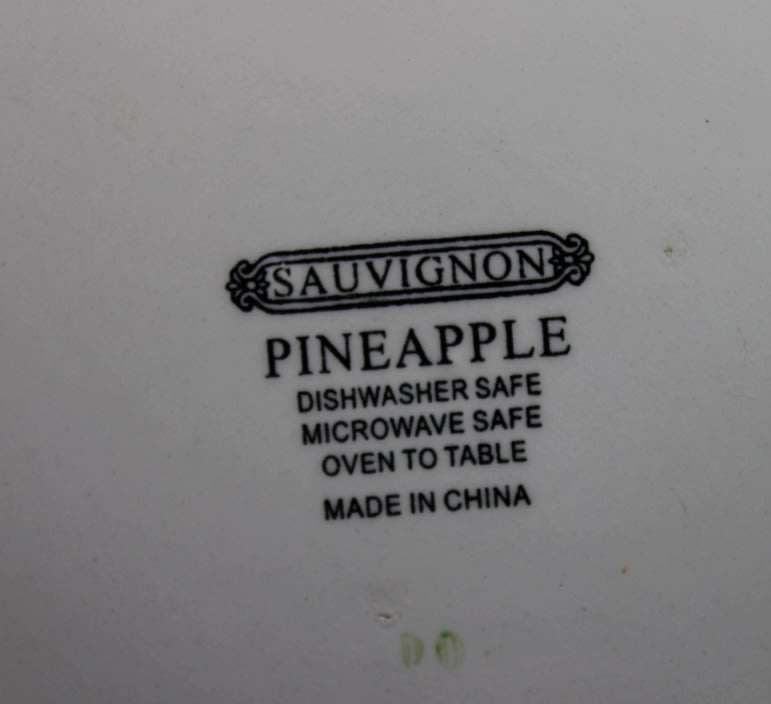 SAUVIGNON
PINEAPPLE
DISHWASHER SAFE
MICROWAVE SAFE
OVEN TO TABLE
MADE IN CHINA